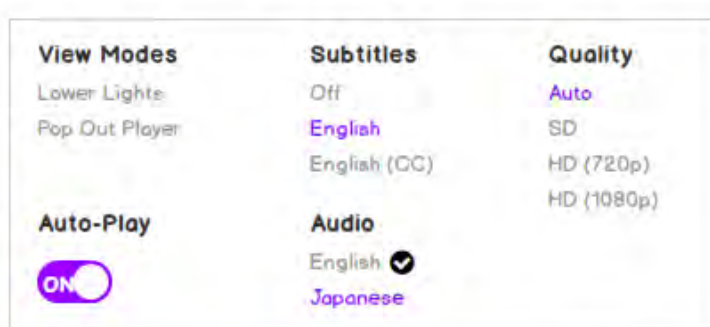 View Modes
Lower Lights
Pop Out Player
Subtitles
Off
English
English (CC)
Quality
Auto
SD
HD (720p)
HD (1080p)
Auto-Play
ON
Audio
English
Japanese